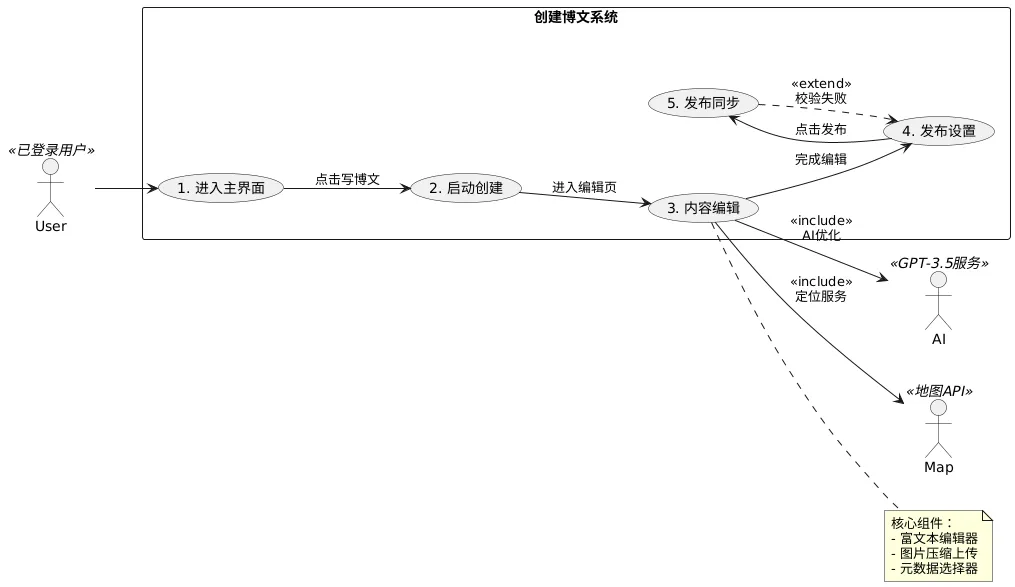 创建博文系统
«extend»
校验失败
5. 发布同步
点击发布
4. 发布设置
«已登录用户»
完成编辑
点击写博文
1. 进入主界面
2. 启动创建
进入编辑页
3. 内容编辑
User
«include»
AI优化
«GPT-3.5服务»
«include»
定位服务
AI
«地图API»
Map
核心组件：
- 富文本编辑器
- 图片压缩上传
- 元数据选择器